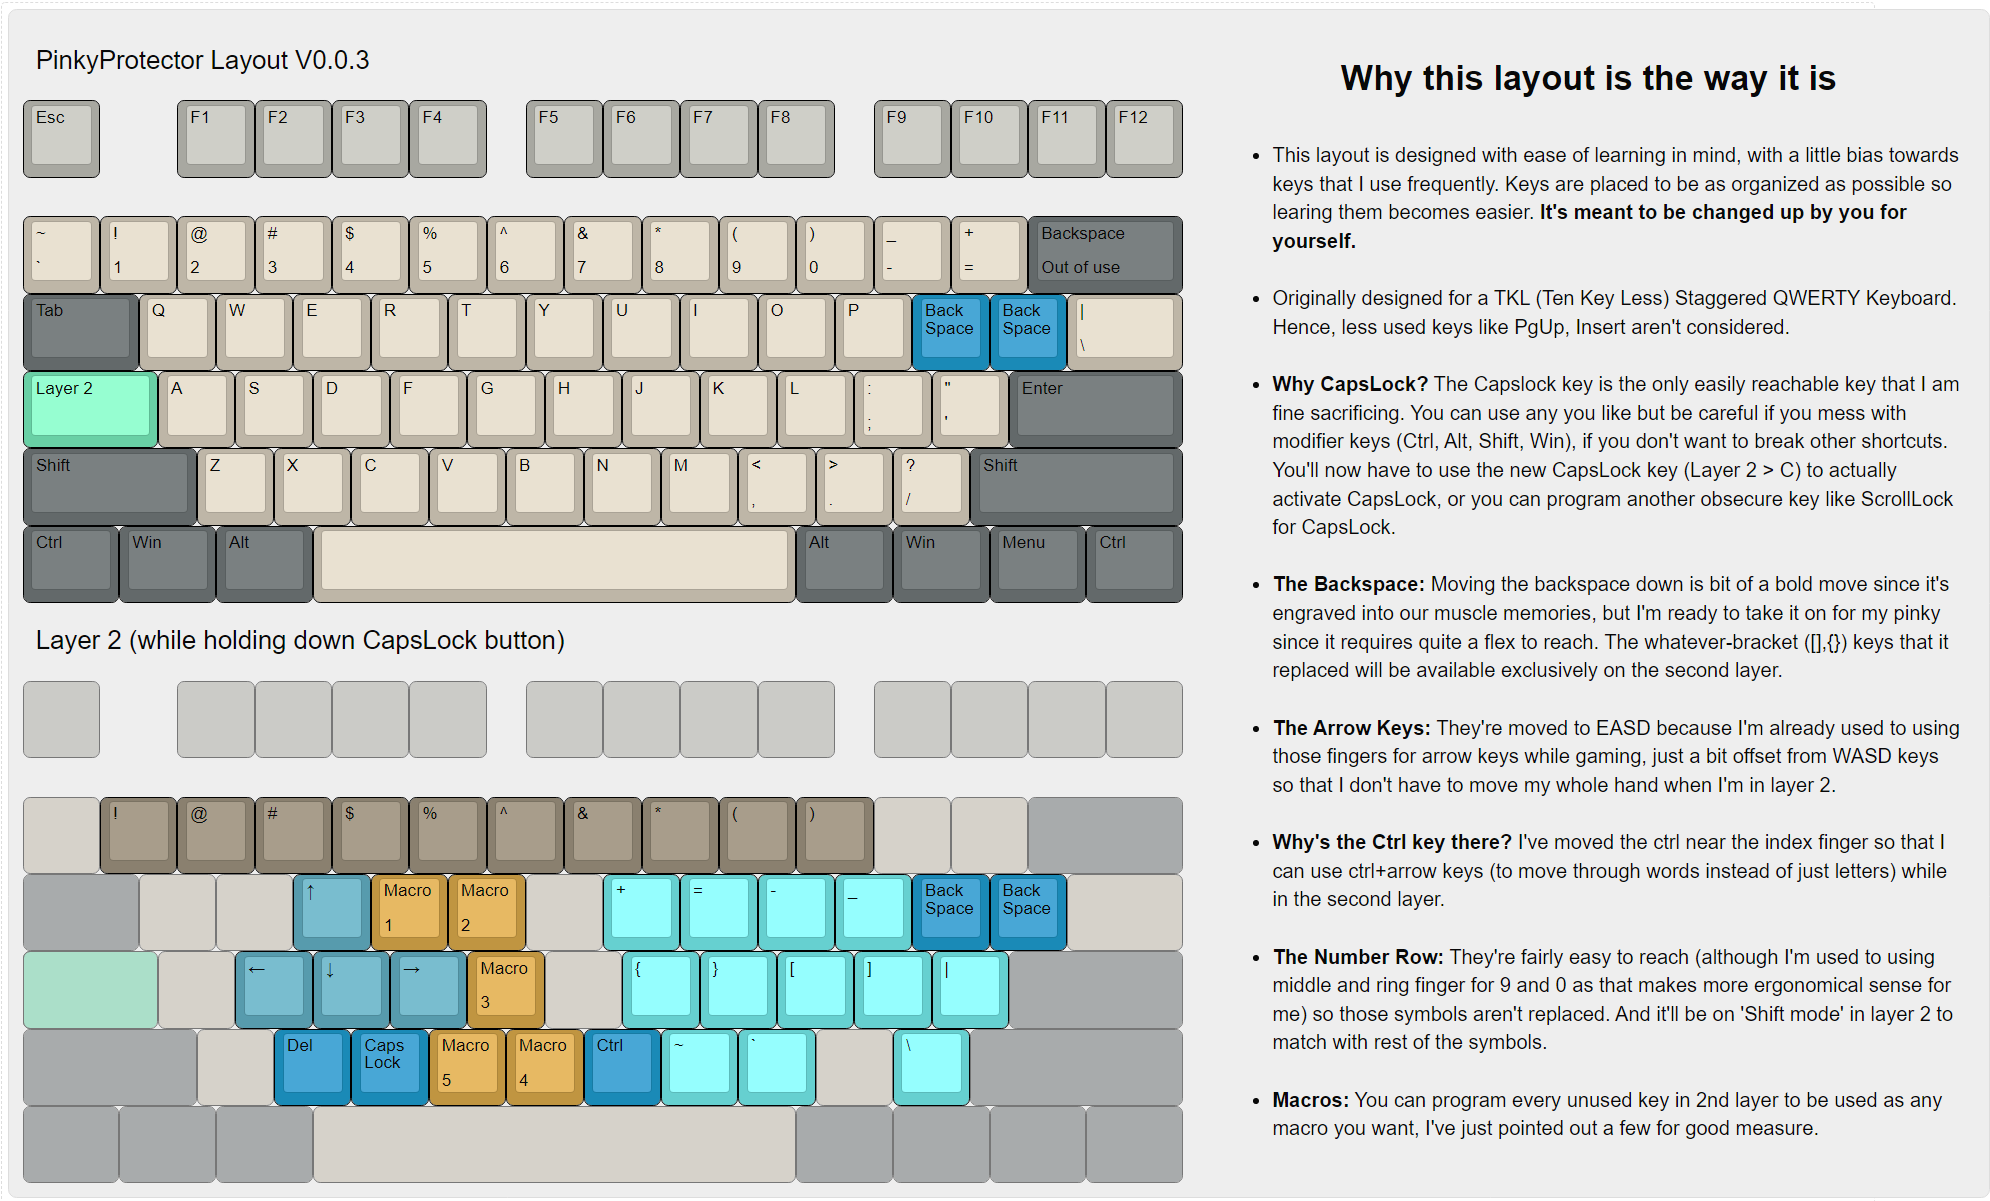 PinkyProtector Layout V0.0.3
Esc F1 F2 F3 F4 F5 F6 F7 F8 F9 F10 F11 F12
~ ! @ # $ % ^ & * ( ) _ + Backspace
` 1 2 3 4 5 6 7 8 9 0 - = Out of use
Tab Q W E R T Y U I O P Back Space Back Space |
\
Layer 2 A S D F G H J K L : " Enter
; '
Shift Z X C V B N M < > ? Shift
, . /
Ctrl Win Alt Alt Win Menu Ctrl
Layer 2 (while holding down CapsLock button)
! @ # $ % ^ & * ( )
↑ Macro Macro + = - _ Back Space Back Space
1 2
← ↓ → Macro { } [ ] |
3
Del Caps Lock Macro Macro Ctrl ~ ` \
5 4
Why this layout is the way it is
• This layout is designed with ease of learning in mind, with a little bias towards
keys that I use frequently. Keys are placed to be as organized as possible so
learing them becomes easier. It's meant to be changed up by you for
yourself.
• Originally designed for a TKL (Ten Key Less) Staggered QWERTY Keyboard.
Hence, less used keys like PgUp, Insert aren't considered.
• Why CapsLock? The Capslock key is the only easily reachable key that I am
fine sacrificing. You can use any you like but be careful if you mess with
modifier keys (Ctrl, Alt, Shift, Win), if you don't want to break other shortcuts.
You'll now have to use the new CapsLock key (Layer 2 > C) to actually
activate CapsLock, or you can program another obscure key like ScrollLock
for CapsLock.
• The Backspace: Moving the backspace down is bit of a bold move since it's
engraved into our muscle memories, but I'm ready to take it on for my pinky
since it requires quite a flex to reach. The whatever-bracket ([],{}) keys that it
replaced will be available exclusively on the second layer.
• The Arrow Keys: They're moved to EASD because I'm already used to using
those fingers for arrow keys while gaming, just a bit offset from WASD keys
so that I don't have to move my whole hand when I'm in layer 2.
• Why's the Ctrl key there? I've moved the ctrl near the index finger so that I
can use ctrl+arrow keys (to move through words instead of just letters) while
in the second layer.
• The Number Row: They're fairly easy to reach (although I'm used to using
middle and ring finger for 9 and 0 as that makes more ergonomical sense for
me) so those symbols aren't replaced. And it'll be on 'Shift mode' in layer 2 to
match with rest of the symbols.
• Macros: You can program every unused key in 2nd layer to be used as any
macro you want, I've just pointed out a few for good measure.